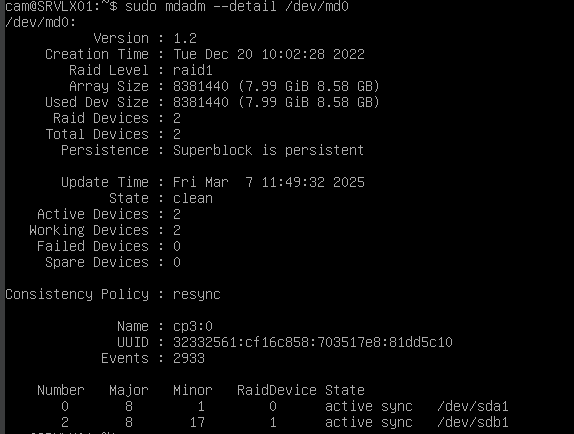 cam@SRVLX01:~$ sudo mdadm --detail /dev/md0
/dev/md0:
Version : 1.2
Creation Time : Tue Dec 20 10:02:28 2022
Raid Level : raid1
Array Size : 8381440 (7.99 GiB 8.58 GB)
Used Dev Size : 8381440 (7.99 GiB 8.58 GB)
Raid Devices : 2
Total Devices : 2
Persistence : Superblock is persistent
Update Time : Fri Mar  7 11:49:32 2025
State : clean
Active Devices : 2
Working Devices : 2
Failed Devices : 0
Spare Devices : 0
Consistency Policy : resync
Name : cp3:0
UUID : 32332561:cf16c858:703517e8:81dd5c10
Events : 2933
Number   Major   Minor   RaidDevice State
0       8        1        0      active sync   /dev/sda1
2       8       17        1      active sync   /dev/sdb1